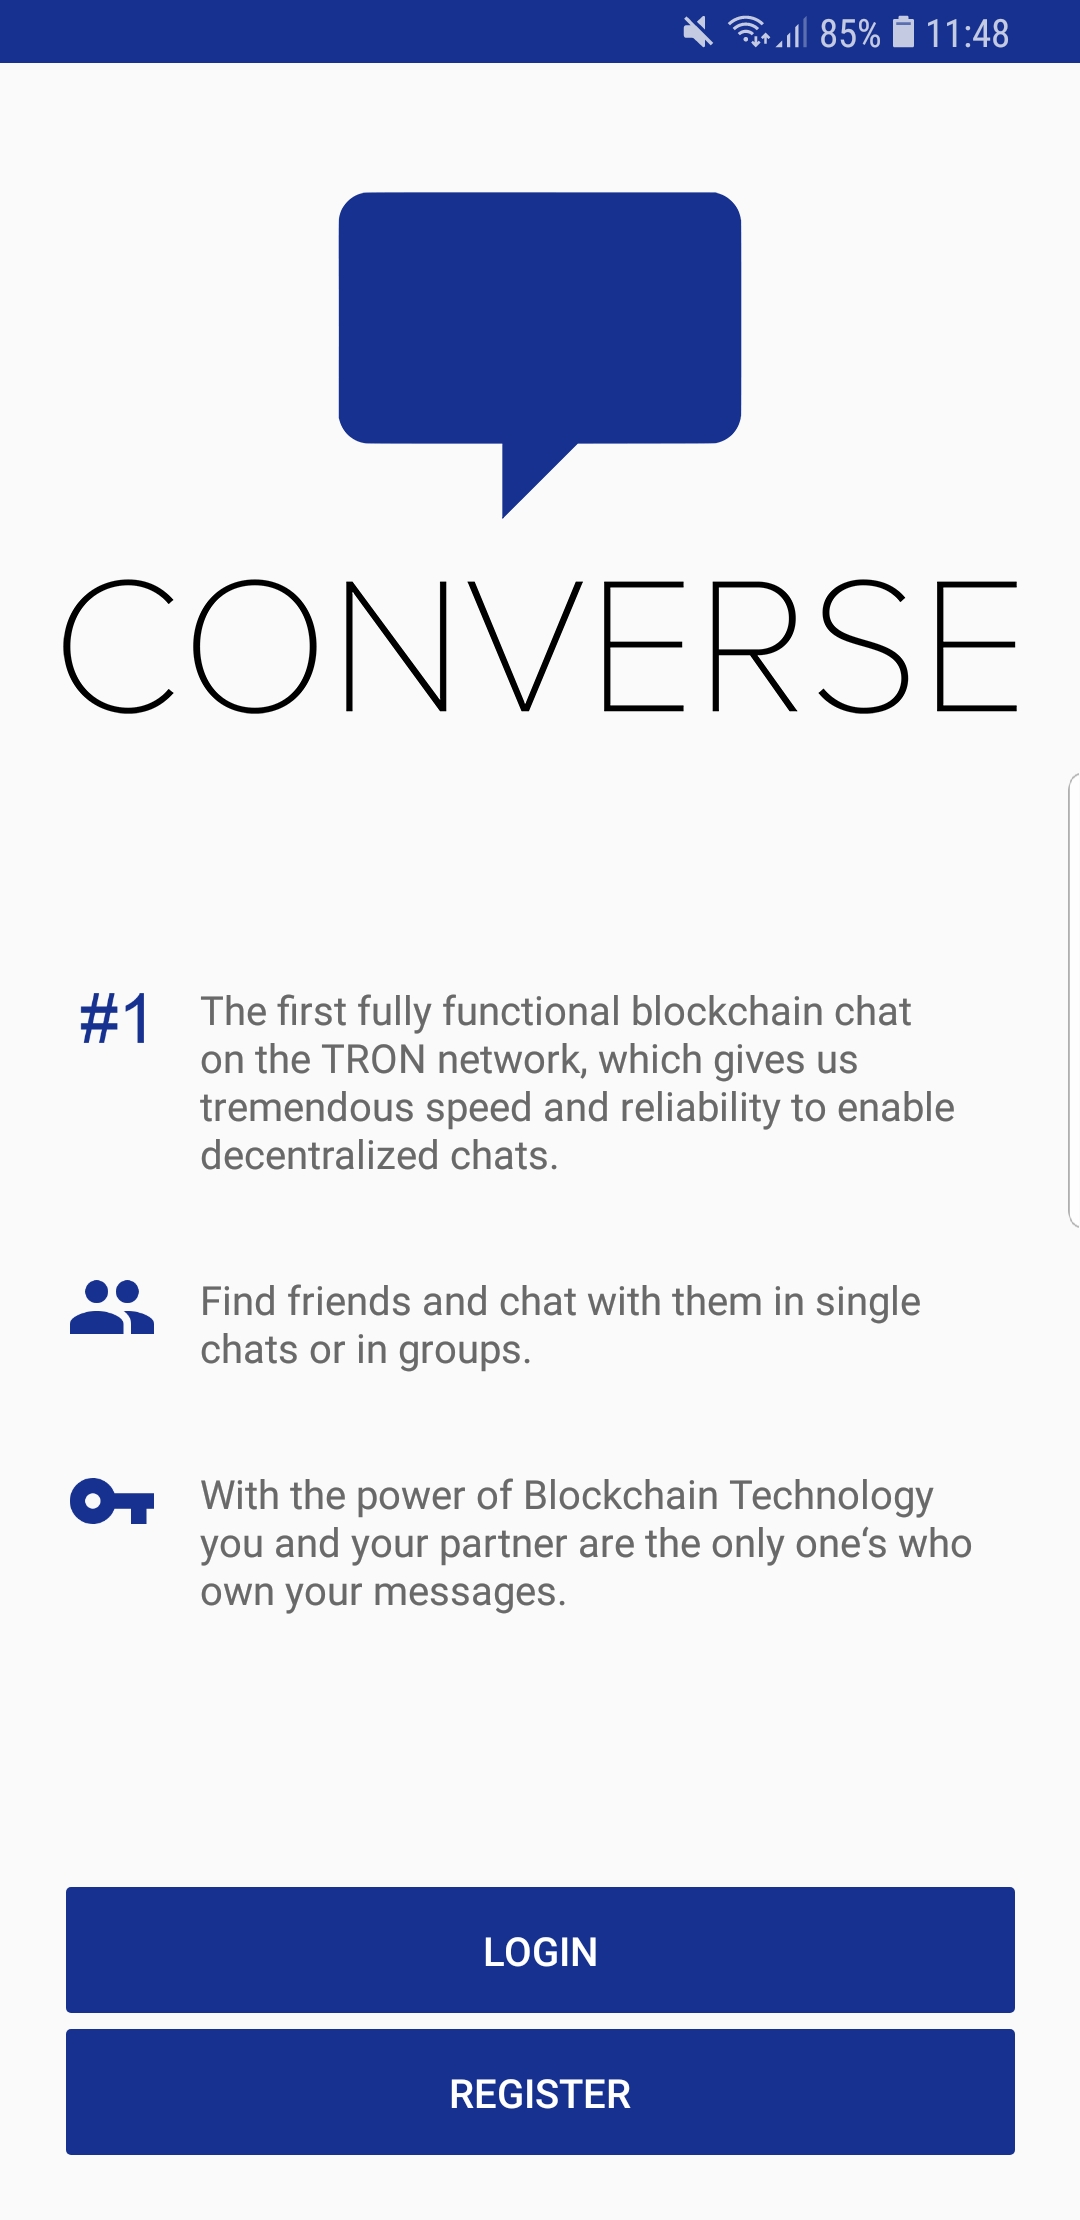 85% 11:48
CONVERSE
#1
The first fully functional blockchain chat
on the TRON network, which gives us
tremendous speed and reliability to enable
decentralized chats.
Find friends and chat with them in single
chats or in groups.
With the power of Blockchain Technology
you and your partner are the only one‘s who
own your messages.
LOGIN
REGISTER